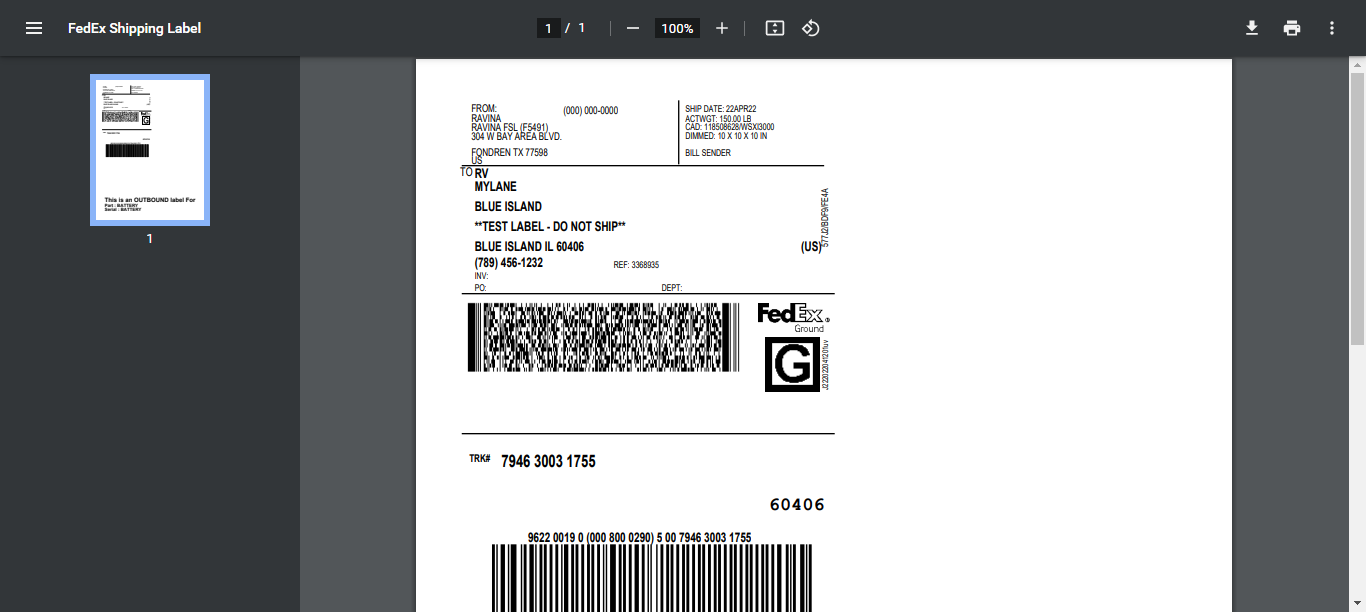 FedEx Shipping Label
1 / 1
100%
FROM:
(000) 000-0000
RAVINA
RAVINA FSL (F5491)
304 W BAY AREA BLVD.
FONDREN TX 77598
US
SHIP DATE: 22APR22
ACTWGT: 150.00 LB
CAD: 118508628/WSXI3000
DIMMED: 10 X 10 X 10 IN
BILL SENDER
TO RV
MYLANE
BLUE ISLAND
**TEST LABEL - DO NOT SHIP**
BLUE ISLAND IL 60406
(US)
(789) 456-1232
REF: 3368935
INV:
PO:
DEPT:
577J2/BDF9/FE4A
FedEx®
Ground
G
J222022041201uv
TRK# 7946 3003 1755
60406
9622 0019 0 (000 800 0290) 5 00 7946 3003 1755
This is an OUTBOUND label For
Part : BATTERY
Serial : BATTERY
1